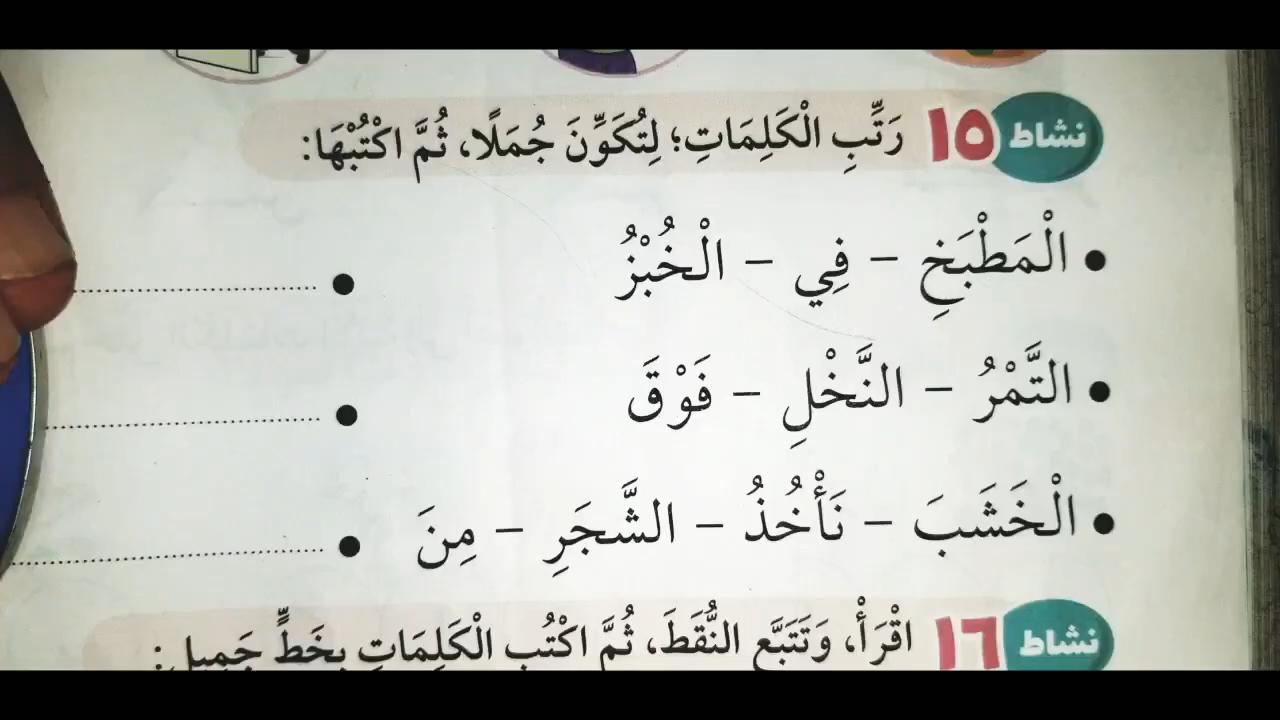 نشاط ١٥ رَتِّبِ الْكَلِمَاتِ؛ لِتُكَوِّنَ جُمَلًا، ثُمَّ اكْتُبْهَا:
• الْمَطْبَخِ – فِي – الْخُبْزُ • ....................
• التَّمْرُ – النَّخْلِ – فَوْقَ • ....................
• الْخَشَبَ – نَأْخُذُ – الشَّجَرِ – مِنَ • ....................
نشاط ١٦ اقْرَأْ، وَتَتَبَّعِ النُّقَطَ، ثُمَّ اكْتُبِ الْكَلِمَاتِ بِخَطٍّ جَمِيلٍ: